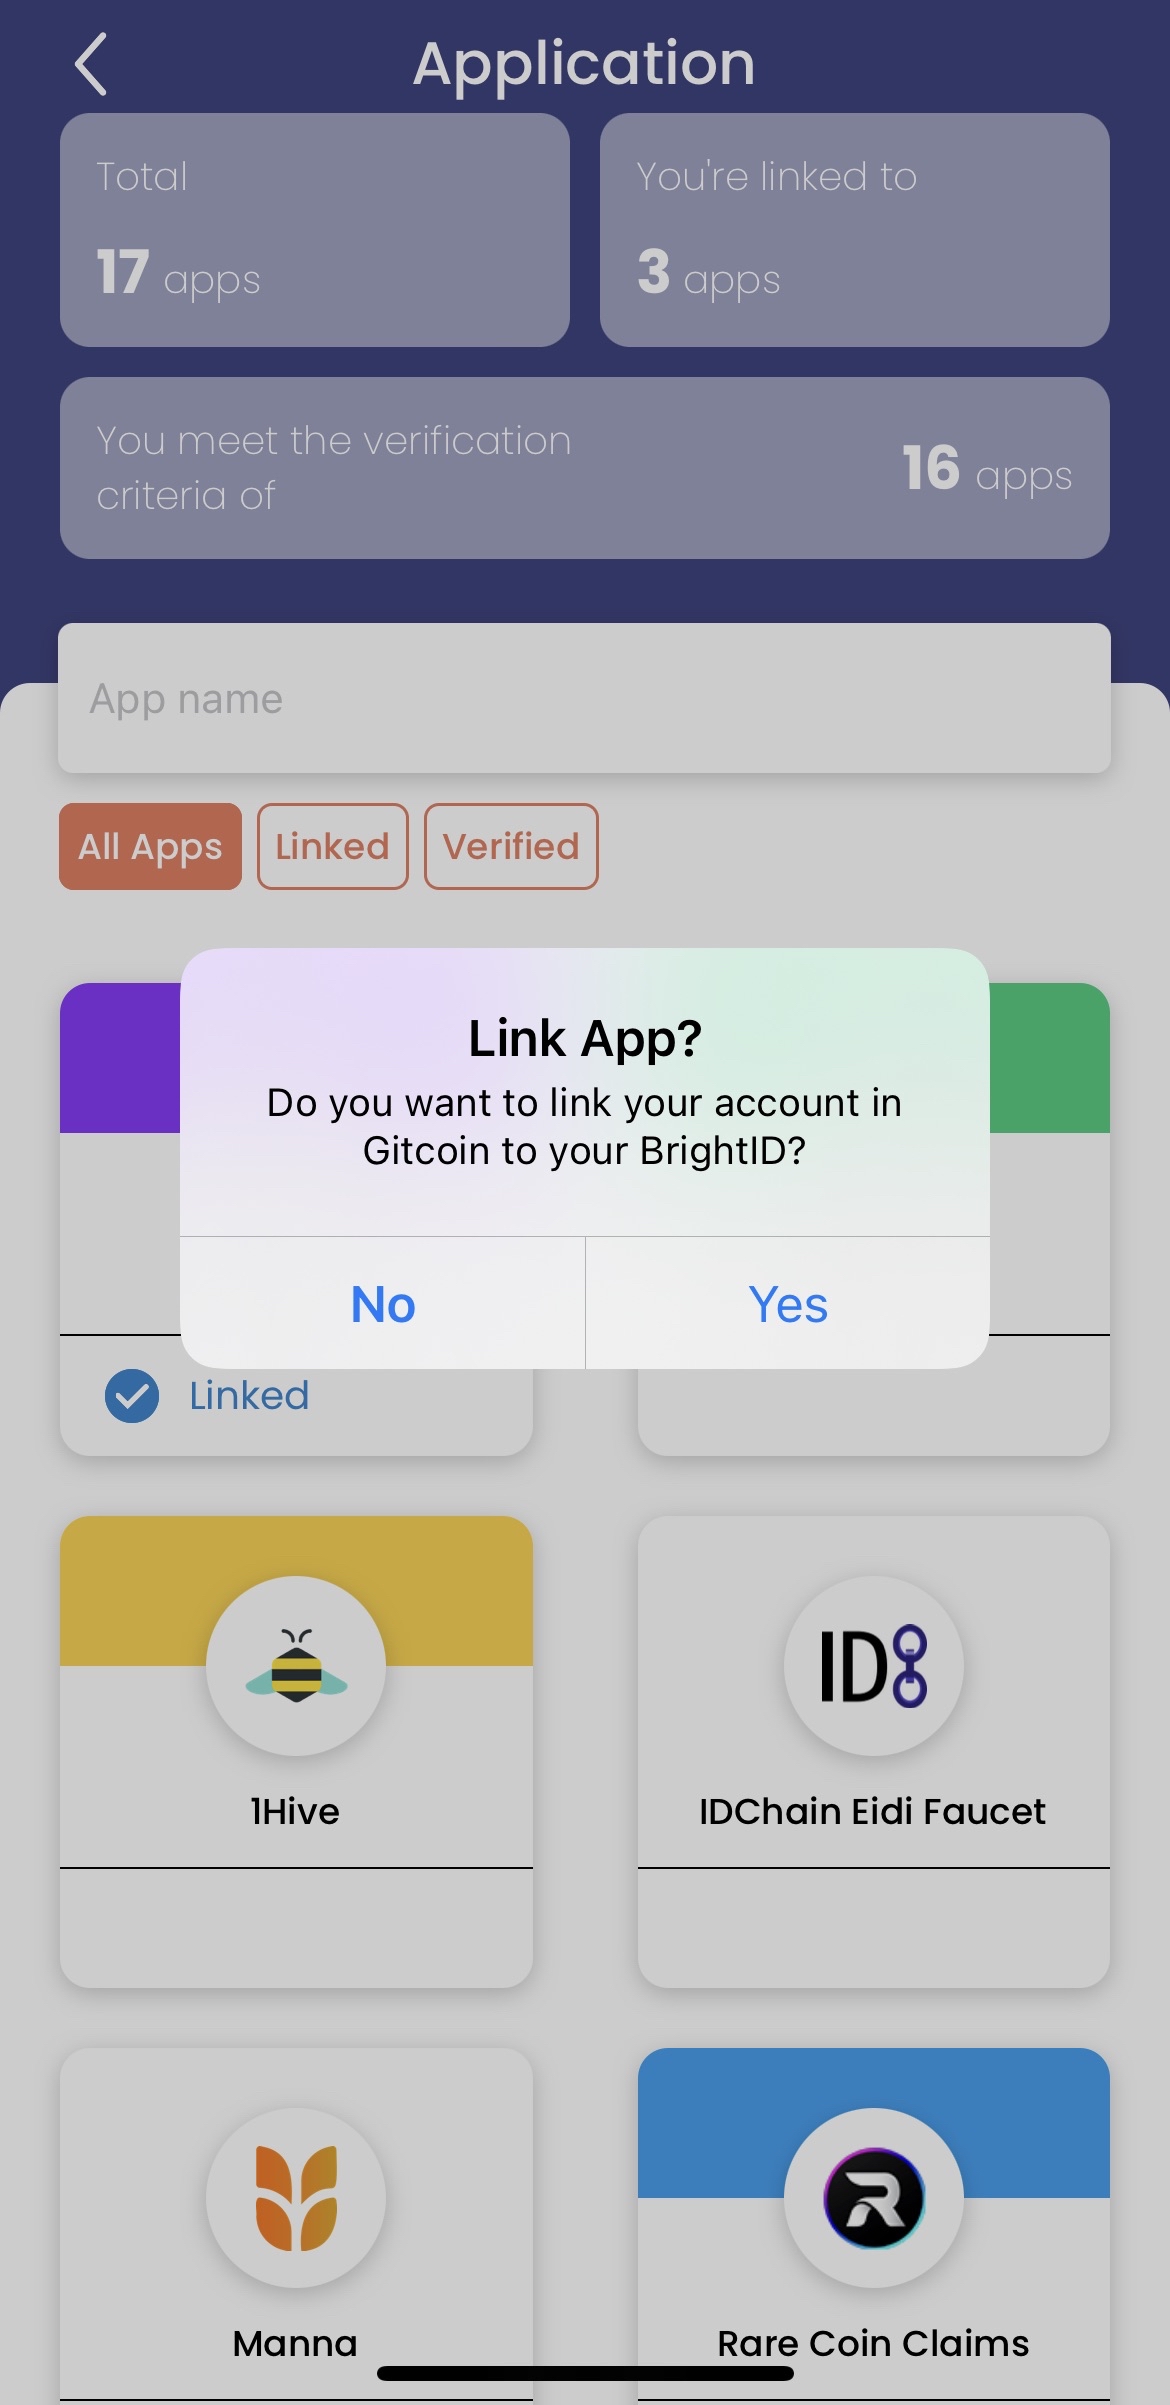 Application
Total
You're linked to
17 apps
3 apps
You meet the verification
criteria of
16 apps
App name
All Apps
Linked
Verified
Link App?
Do you want to link your account in
Gitcoin to your BrightID?
No
Yes
Linked
ID
1Hive
IDChain Eidi Faucet
R
Manna
Rare Coin Claims